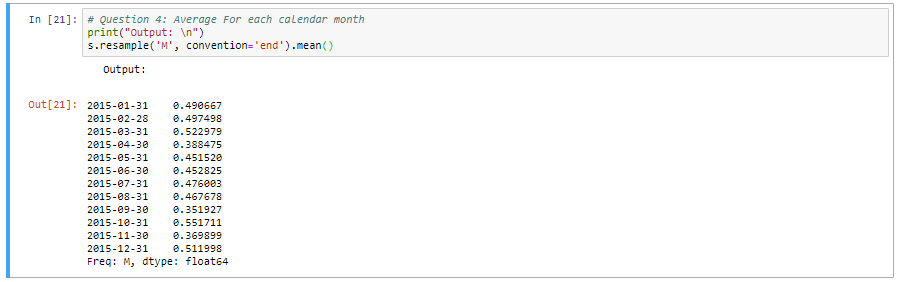 In [21]: # Question 4: Average For each calendar month
print("Output: \n")
s.resample('M', convention='end').mean()
Output:
Out[21]: 2015-01-31    0.490667
2015-02-28    0.497498
2015-03-31    0.522979
2015-04-30    0.388475
2015-05-31    0.451520
2015-06-30    0.452825
2015-07-31    0.476003
2015-08-31    0.467678
2015-09-30    0.351927
2015-10-31    0.551711
2015-11-30    0.369899
2015-12-31    0.511998
Freq: M, dtype: float64